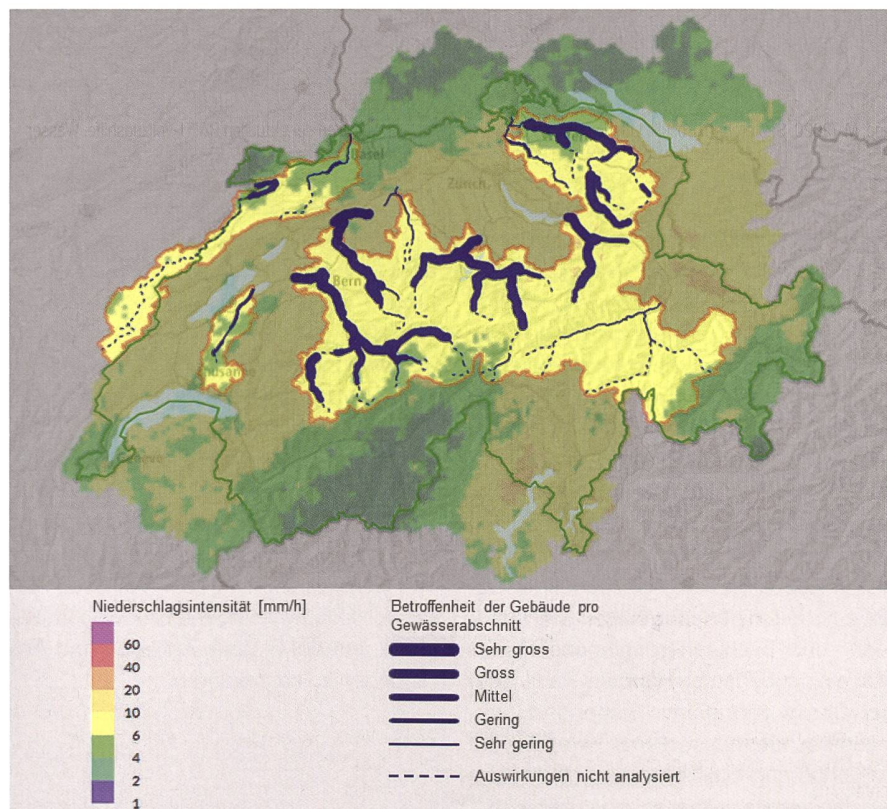 Basel
Zürich
Bern
Genève
Niederschlagsintensität [mm/h]
60
40
20
10
6
4
2
1
Betroffenheit der Gebäude pro
Gewässerabschnitt
Sehr gross
Gross
Mittel
Gering
Sehr gering
Auswirkungen nicht analysiert